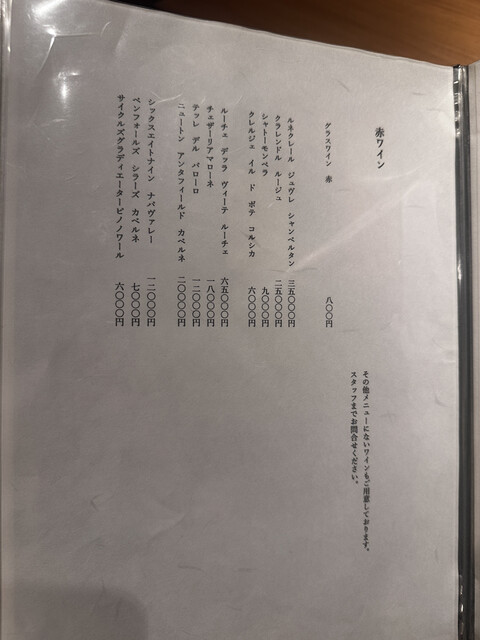 赤ワイン
グラスワイン 赤 八〇〇円
ルネクレール ジュヴレ シャンベルタン 三五〇〇〇円
クラレンドル ルージュ 二五〇〇〇円
シャトーモンペラ 九〇〇〇円
クレルジェ イル ド ボテ コルシカ 六〇〇〇円
ルーチェ デッラ ヴィーテ ルーチェ 六五〇〇〇円
チェザーリアマローネ 一八〇〇〇円
テッレ デル バローロ 一二〇〇〇円
ニュートン アンタフィールド カベルネ 二〇〇〇〇円
シックスエイトナイン ナパヴァレー 一二〇〇〇円
ペンフォールズ シラーズ カベルネ 七〇〇〇円
サイクルズグラディエーターピノノワール 六〇〇〇円
その他メニューにないワインもご用意しております。
スタッフまでお問合せください。